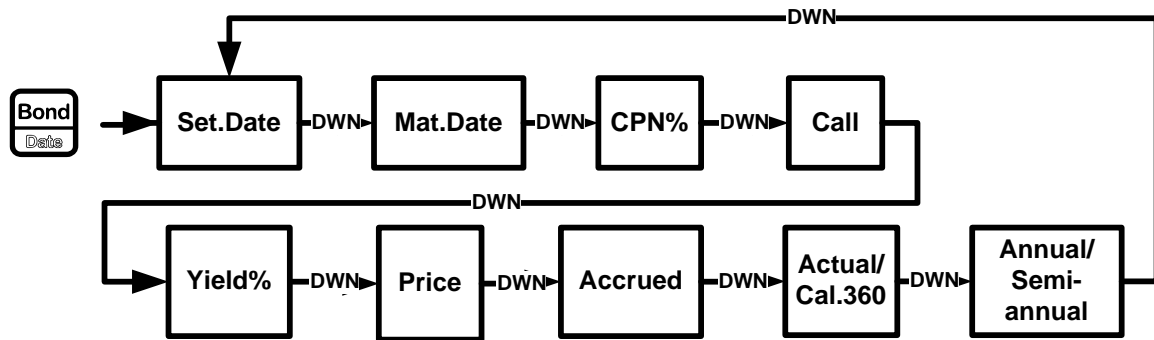 DWN
Bond
Date
Set.Date DWN Mat.Date DWN CPN% DWN Call
DWN
Yield% DWN Price DWN Accrued DWN Actual/
Cal.360 DWN Annual/
Semi-
annual